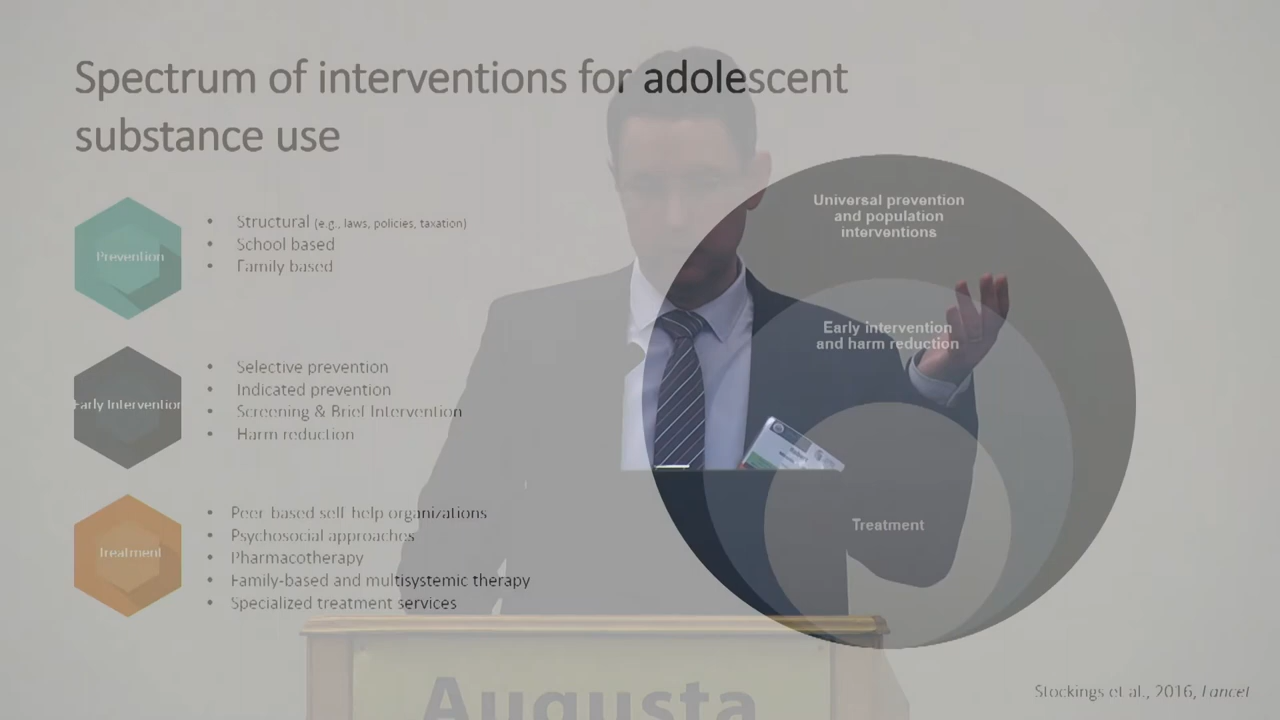 Spectrum of interventions for adolescent
substance use
Prevention
• Structural (e.g., laws, policies, taxation)
• School based
• Family based
Early Intervention
• Selective prevention
• Indicated prevention
• Screening & Brief Intervention
• Harm reduction
Treatment
• Peer-based self-help organizations
• Psychosocial approaches
• Pharmacotherapy
• Family-based and multisystemic therapy
• Specialized treatment services
Universal prevention
and population
interventions
Early intervention
and harm reduction
Treatment
Stockings et al., 2016, Lancet
Augusta